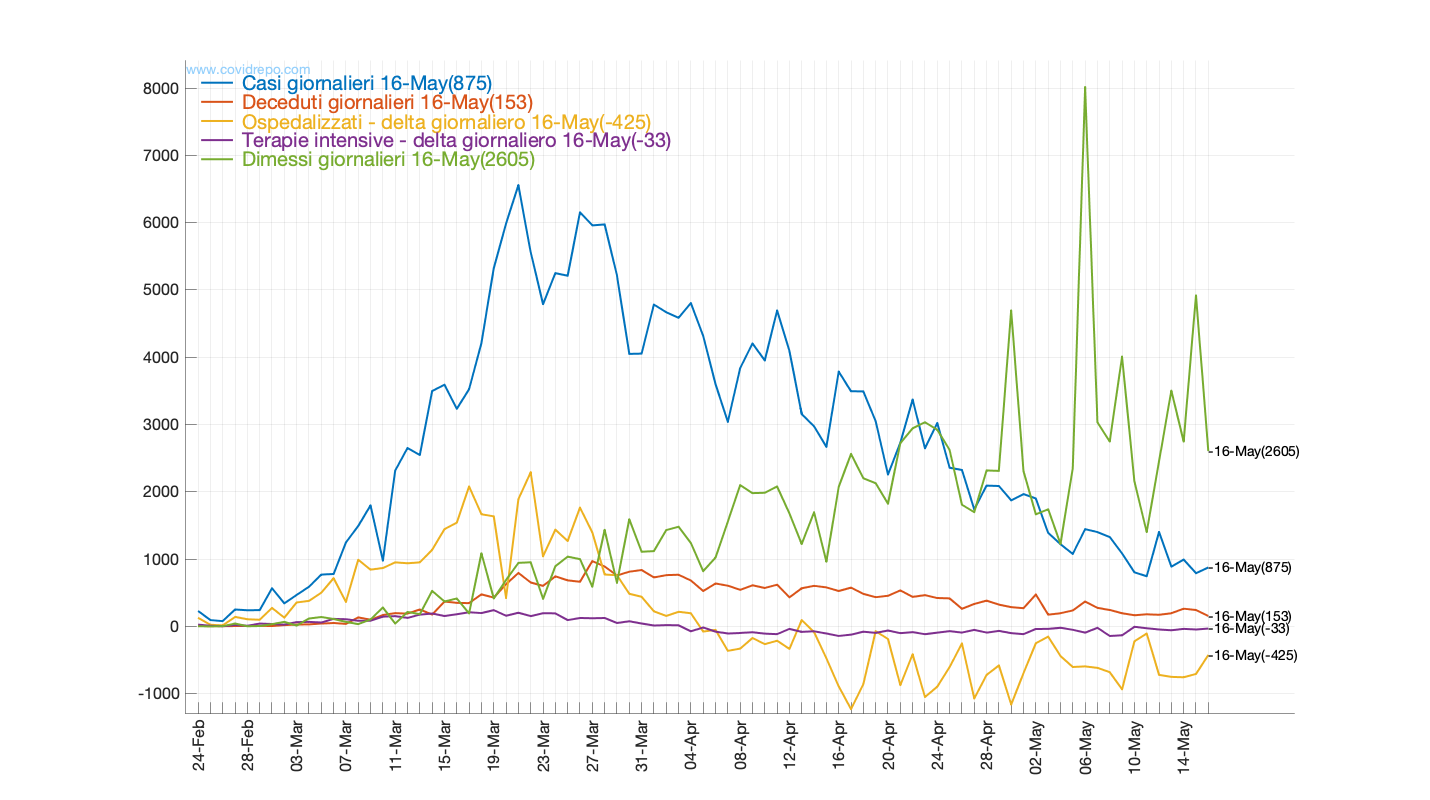 www.covidrepo.com
Casi giornalieri 16-May(875)
Deceduti giornalieri 16-May(153)
Ospedalizzati - delta giornaliero 16-May(-425)
Terapie intensive - delta giornaliero 16-May(-33)
Dimessi giornalieri 16-May(2605)
8000
7000
6000
5000
4000
3000
2000
1000
0
-1000
16-May(2605)
16-May(875)
16-May(153)
16-May(-33)
16-May(-425)
24-Feb
28-Feb
03-Mar
07-Mar
11-Mar
15-Mar
19-Mar
23-Mar
27-Mar
31-Mar
04-Apr
08-Apr
12-Apr
16-Apr
20-Apr
24-Apr
28-Apr
02-May
06-May
10-May
14-May